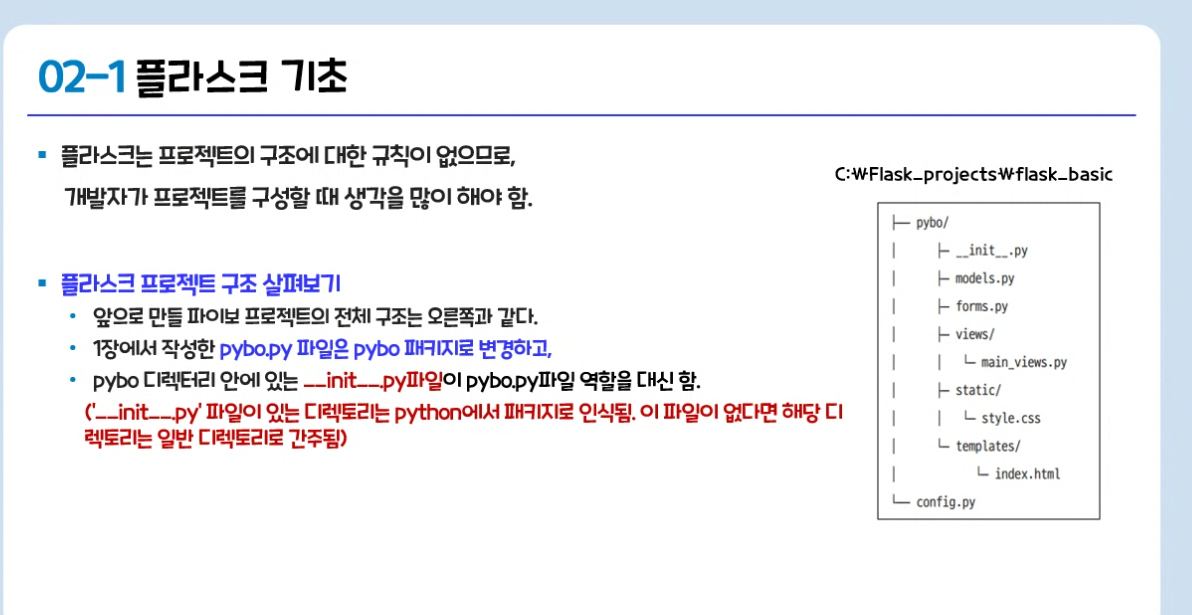 02-1 플라스크 기초
▪ 플라스크는 프로젝트의 구조에 대한 규칙이 없으므로,
개발자가 프로젝트를 구성할 때 생각을 많이 해야 함.
▪ 플라스크 프로젝트 구조 살펴보기
• 앞으로 만들 파이보 프로젝트의 전체 구조는 오른쪽과 같다.
• 1장에서 작성한 pybo.py 파일은 pybo 패키지로 변경하고,
• pybo 디렉터리 안에 있는 __init__.py파일이 pybo.py파일 역할을 대신 함.
('__init__.py' 파일이 있는 디렉토리는 python에서 패키지로 인식됨. 이 파일이 없다면 해당 디
렉토리는 일반 디렉토리로 간주됨)
C:₩Flask_projects₩flask_basic
├── pybo/
│    ├─ __init__.py
│    ├─ models.py
│    ├─ forms.py
│    ├─ views/
│    │   └─ main_views.py
│    ├─ static/
│    │   └─ style.css
│    └─ templates/
│         └─ index.html
└── config.py